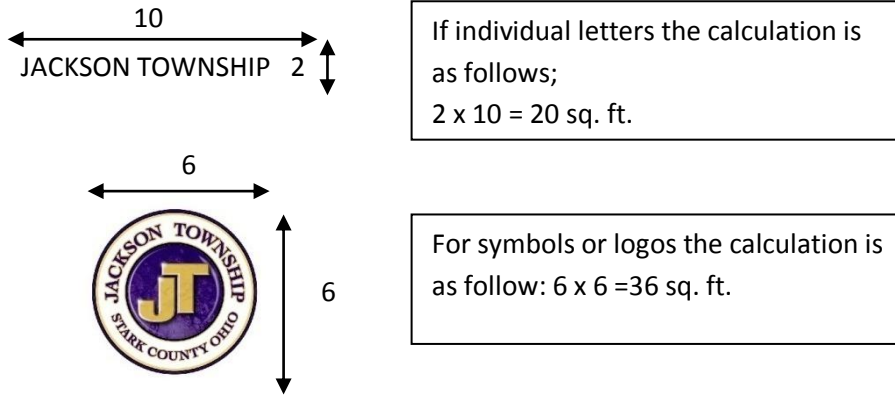 10
JACKSON TOWNSHIP 2
If individual letters the calculation is
as follows;
2 x 10 = 20 sq. ft.
6
JACKSON TOWNSHIP
JT
STARK COUNTY OHIO
6
For symbols or logos the calculation is
as follow: 6 x 6 =36 sq. ft.